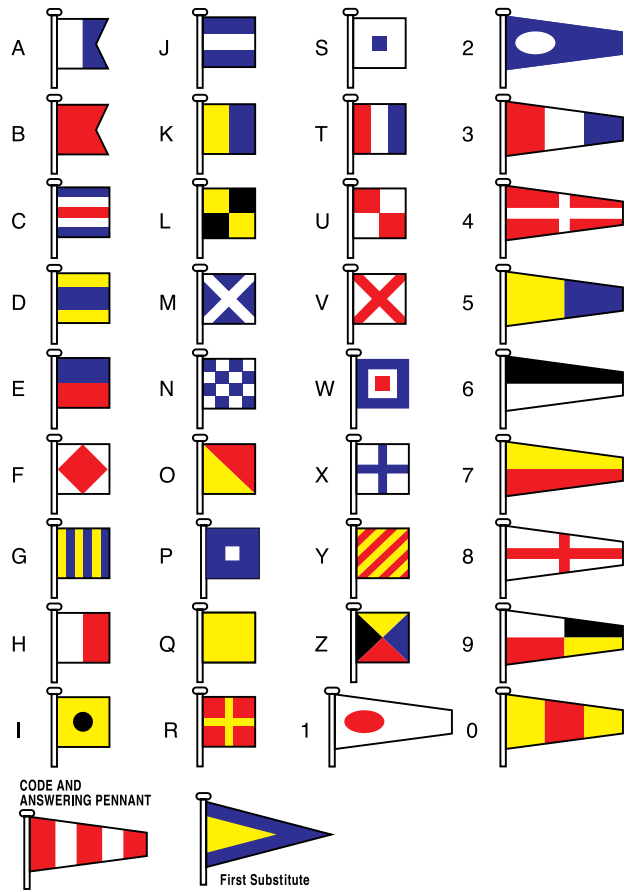 A
B
C
D
E
F
G
H
I
J
K
L
M
N
O
P
Q
R
S
T
U
V
W
X
Y
Z
1
2
3
4
5
6
7
8
9
0
CODE AND
ANSWERING PENNANT
First Substitute